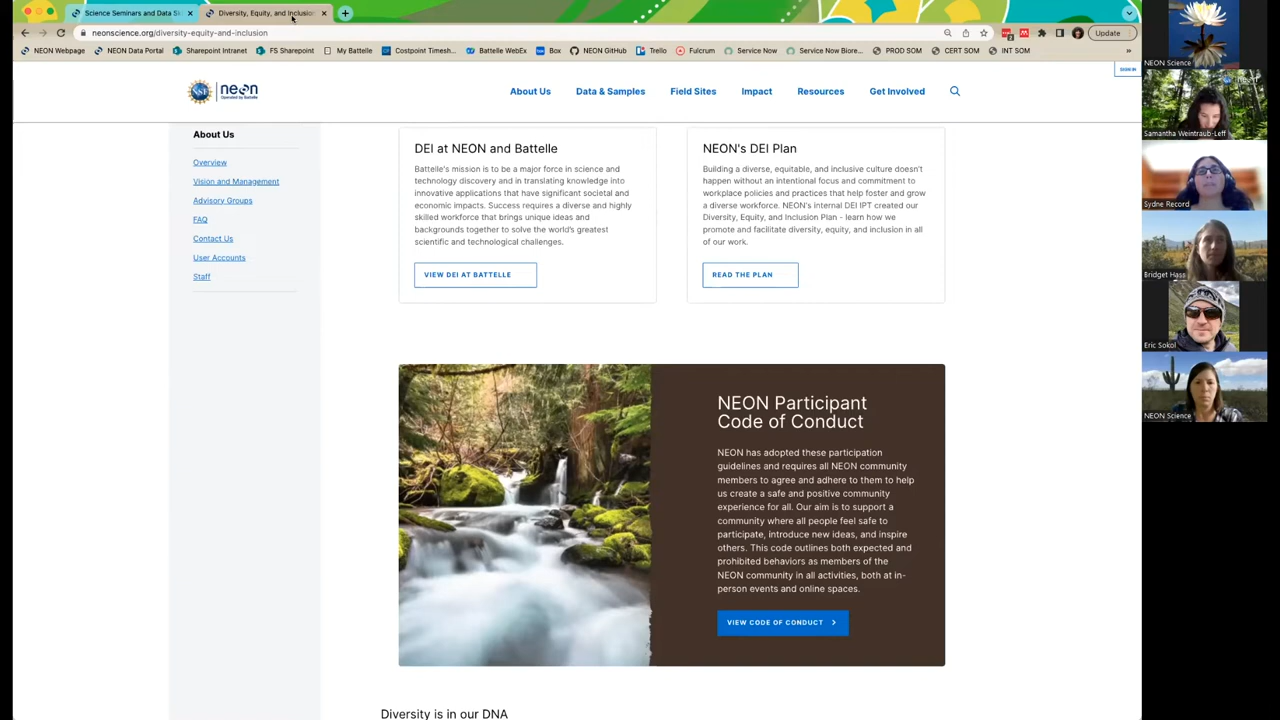 Science Seminars and Data Sk
Diversity, Equity, and Inclusion
neonscience.org/diversity-equity-and-inclusion
Update
NEON Webpage
NEON Data Portal
Sharepoint Intranet
FS Sharepoint
My Battelle
Costpoint Timesh...
Battelle WebEx
Box
NEON GitHub
Trello
Fulcrum
Service Now
Service Now Biore...
PROD SOM
CERT SOM
INT SOM
»
SIGN IN
NSF
neon
Operated by Battelle
About Us
Data & Samples
Field Sites
Impact
Resources
Get Involved
About Us
Overview
Vision and Management
Advisory Groups
FAQ
Contact Us
User Accounts
Staff
DEI at NEON and Battelle
Battelle's mission is to be a major force in science and
technology discovery and in translating knowledge into
innovative applications that have significant societal and
economic impacts. Success requires a diverse and highly
skilled workforce that brings unique ideas and
backgrounds together to solve the world's greatest
scientific and technological challenges.
VIEW DEI AT BATTELLE
NEON's DEI Plan
Building a diverse, equitable, and inclusive culture doesn't
happen without an intentional focus and commitment to
workplace policies and practices that help foster and grow
a diverse workforce. NEON's internal DEI IPT created our
Diversity, Equity, and Inclusion Plan - learn how we
promote and facilitate diversity, equity, and inclusion in all
of our work.
READ THE PLAN
NEON Participant
Code of Conduct
NEON has adopted these participation
guidelines and requires all NEON community
members to agree and adhere to them to help
us create a safe and positive community
experience for all. Our aim is to support a
community where all people feel safe to
participate, introduce new ideas, and inspire
others. This code outlines both expected and
prohibited behaviors as members of the
NEON community in all activities, both at in-
person events and online spaces.
VIEW CODE OF CONDUCT
Diversity is in our DNA
NEON Science
Samantha Weintraub-Leff
Sydne Record
Bridget Hass
Eric Sokol
NEON Science